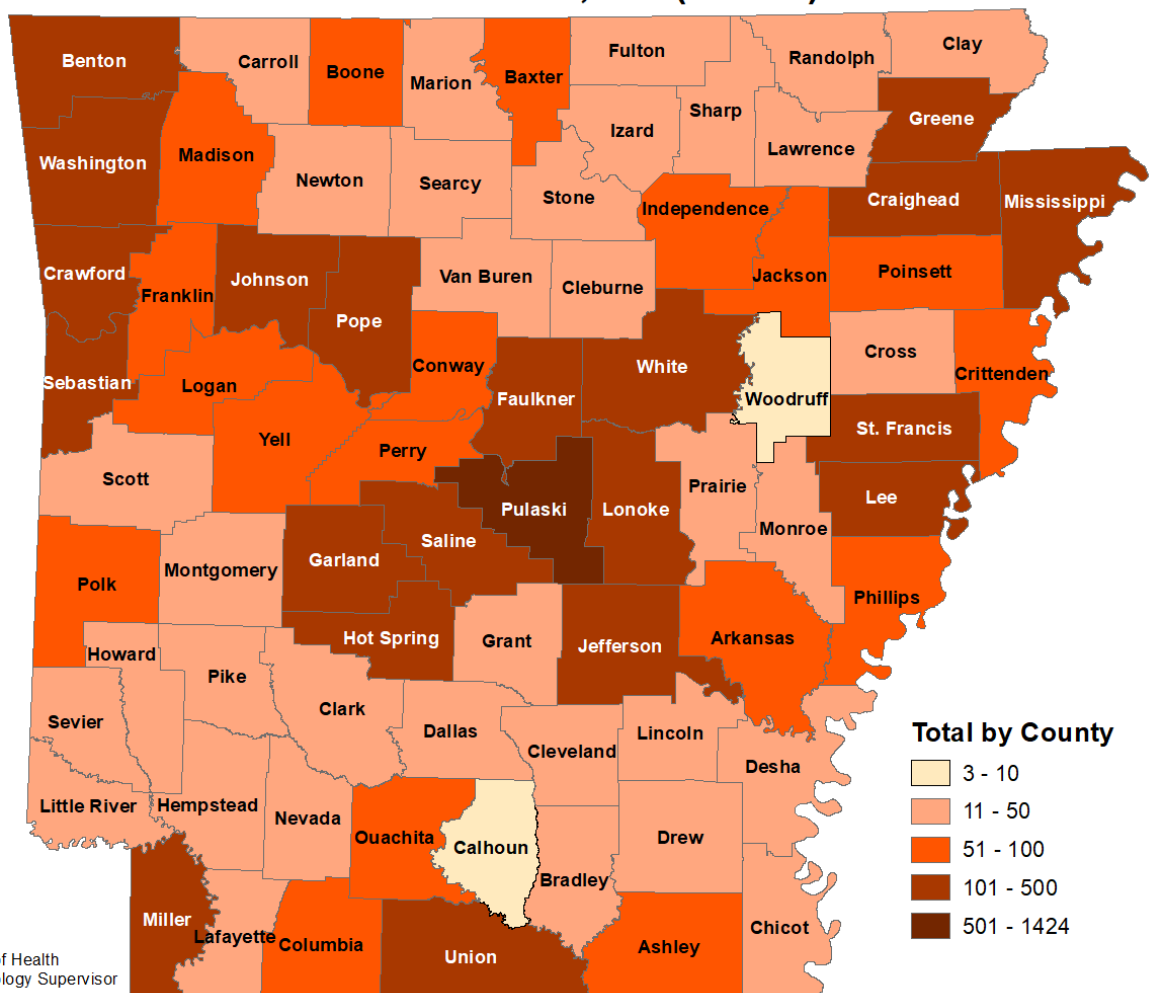 Benton
Carroll
Boone
Marion
Baxter
Fulton
Randolph
Clay
Washington
Madison
Newton
Searcy
Stone
Izard
Sharp
Lawrence
Greene
Craighead
Mississippi
Crawford
Franklin
Johnson
Pope
Van Buren
Cleburne
Independence
Jackson
Poinsett
Sebastian
Logan
Conway
Faulkner
White
Woodruff
Cross
Crittenden
Scott
Yell
Perry
Pulaski
Lonoke
Prairie
St. Francis
Lee
Monroe
Polk
Montgomery
Garland
Saline
Hot Spring
Grant
Jefferson
Arkansas
Phillips
Howard
Pike
Clark
Dallas
Cleveland
Lincoln
Desha
Sevier
Little River
Hempstead
Nevada
Ouachita
Calhoun
Bradley
Drew
Chicot
Miller
Lafayette
Columbia
Union
Ashley
Total by County
3 - 10
11 - 50
51 - 100
101 - 500
501 - 1424
of Health
ology Supervisor